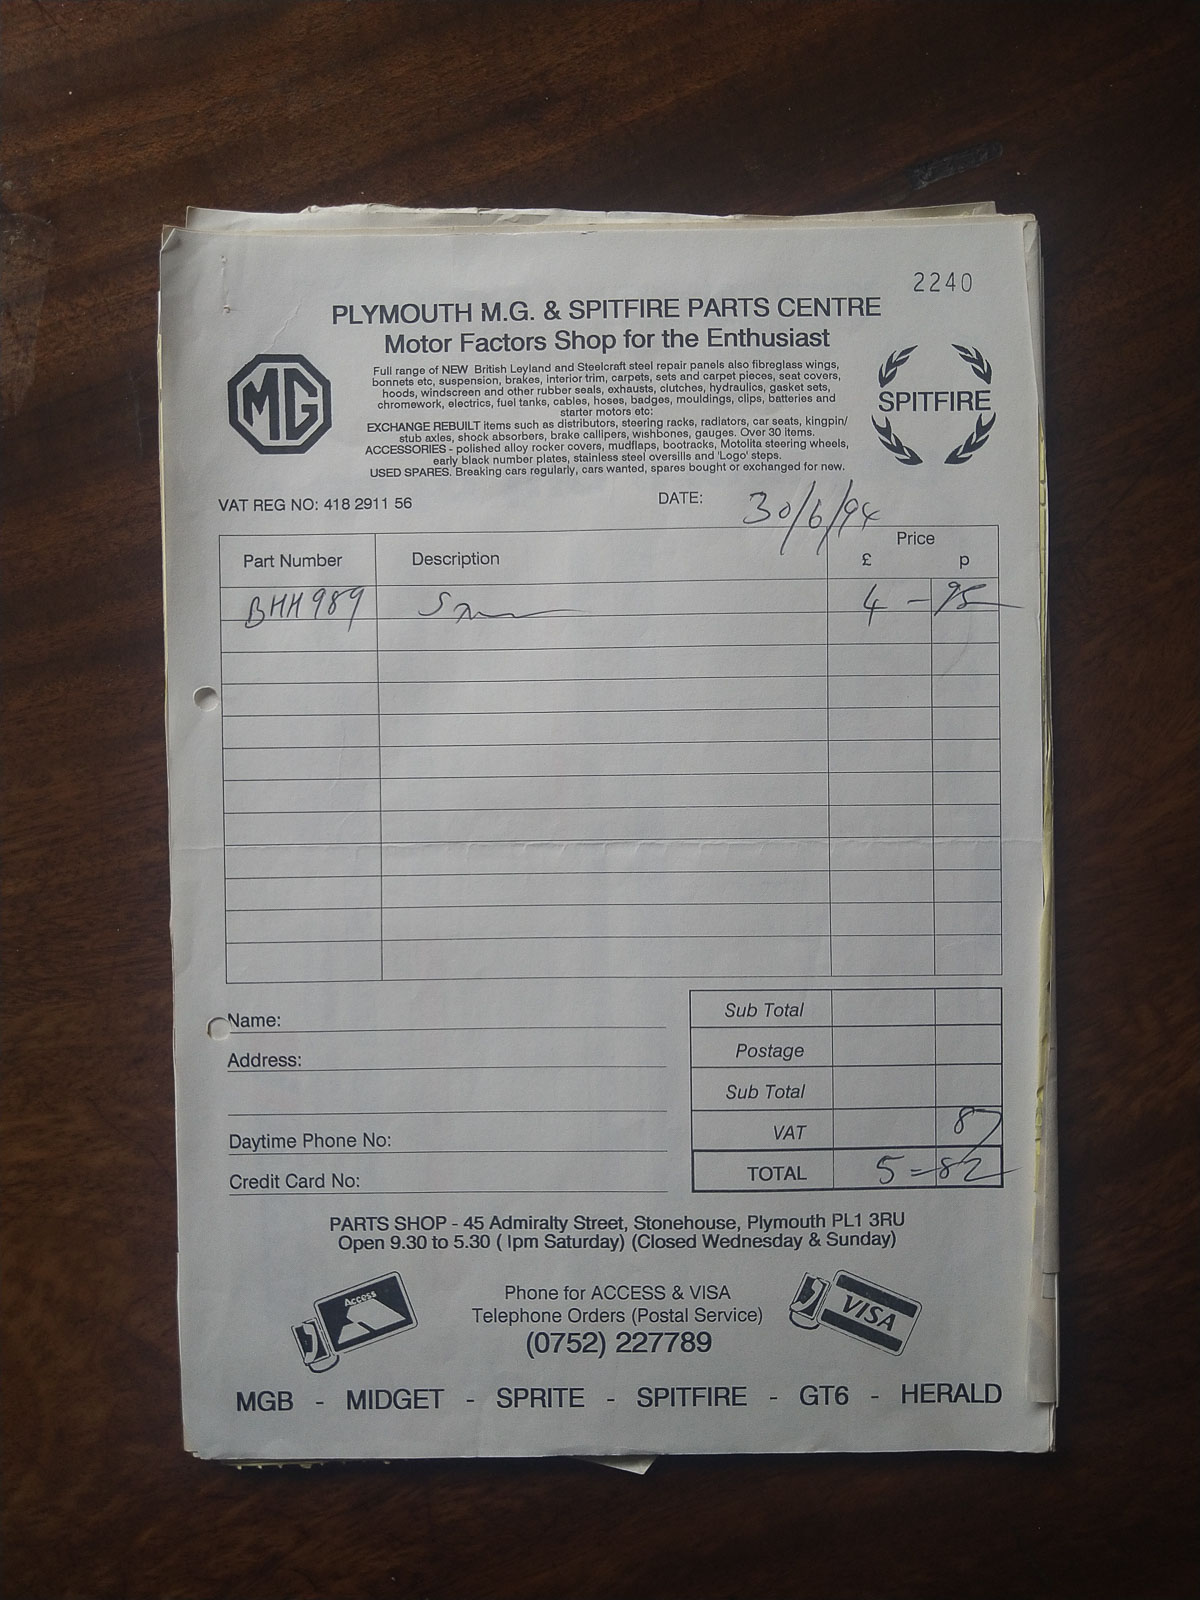 2240
PLYMOUTH M.G. & SPITFIRE PARTS CENTRE
Motor Factors Shop for the Enthusiast
MG
SPITFIRE
Full range of NEW British Leyland and Steelcraft steel repair panels also fibreglass wings,
bonnets etc, suspension, brakes, interior trim, carpets, sets and carpet pieces, seat covers,
hoods, windscreen and other rubber seals, exhausts, clutches, hydraulics, gasket sets,
chromework, electrics, fuel tanks, cables, hoses, badges, mouldings, clips, batteries and
starter motors etc:
EXCHANGE REBUILT items such as distributors, steering racks, radiators, car seats, kingpin/
stub axles, shock absorbers, brake callipers, wishbones, gauges. Over 30 items.
ACCESSORIES - polished alloy rocker covers, mudflaps, bootracks, Motolita steering wheels,
early black number plates, stainless steel oversills and 'Logo' steps.
USED SPARES. Breaking cars regularly, cars wanted, spares bought or exchanged for new.
VAT REG NO: 418 2911 56 DATE: 30/6/94
Part Number Description Price
£ p
BHH989 4 - 95
Sub Total
Name:
Postage
Address:
Sub Total
VAT 87
Daytime Phone No:
TOTAL 5 = 82
Credit Card No:
PARTS SHOP - 45 Admiralty Street, Stonehouse, Plymouth PL1 3RU
Open 9.30 to 5.30 ( Ipm Saturday) (Closed Wednesday & Sunday)
Access
VISA
Phone for ACCESS & VISA
Telephone Orders (Postal Service)
(0752) 227789
MGB - MIDGET - SPRITE - SPITFIRE - GT6 - HERALD